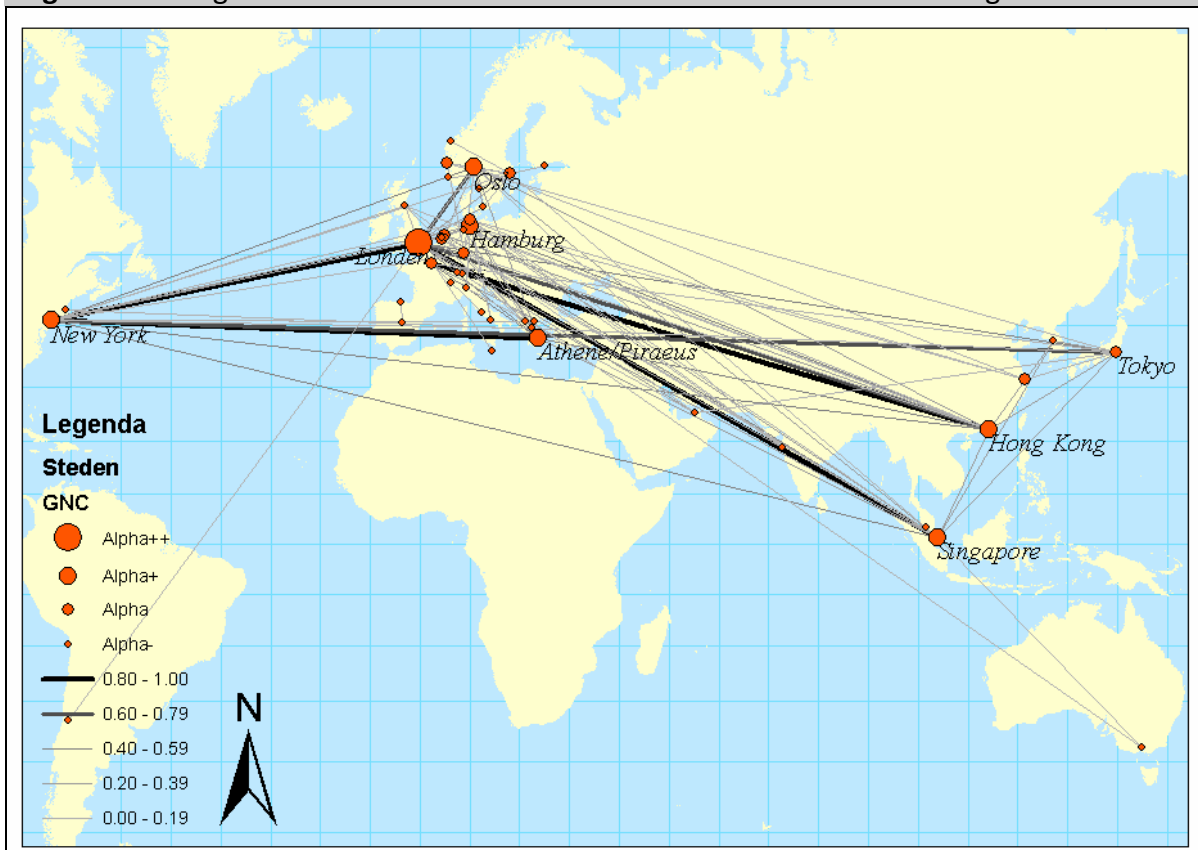 Oslo
Hamburg
Londen
New York
Athene/Piraeus
Tokyo
Hong Kong
Singapore
Legenda
Steden
GNC
Alpha++
Alpha+
Alpha
Alpha-
0.80 - 1.00
0.60 - 0.79
0.40 - 0.59
0.20 - 0.39
0.00 - 0.19
N